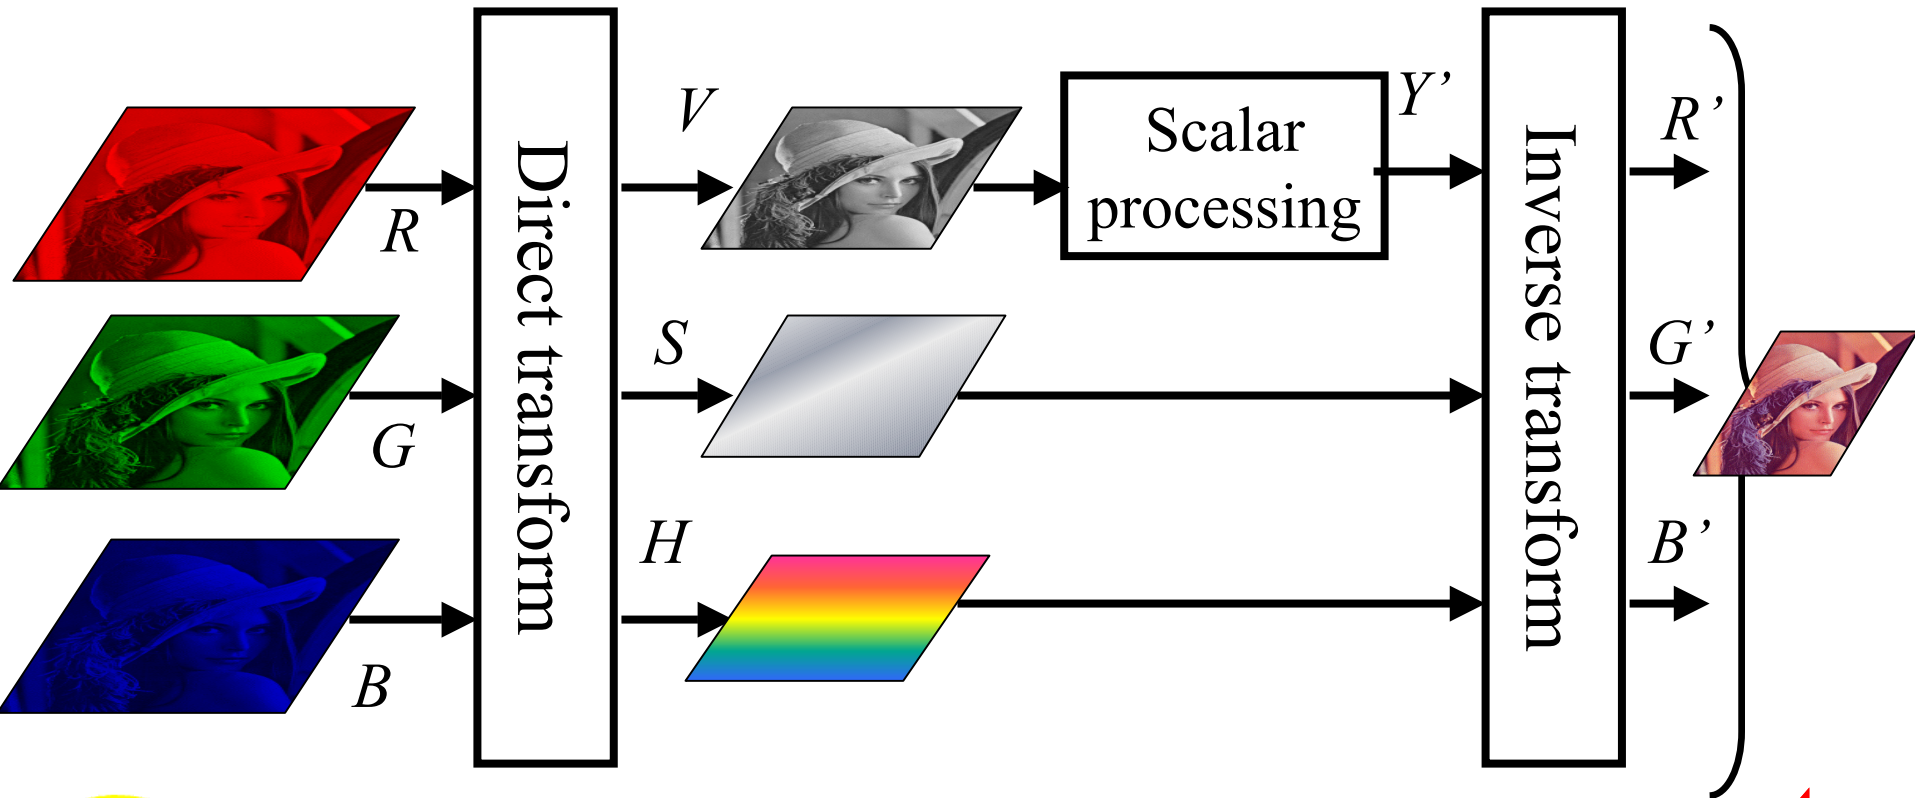 R
G
B
Direct transform
V
S
H
Scalar
processing
Y’
Inverse transform
R’
G’
B’